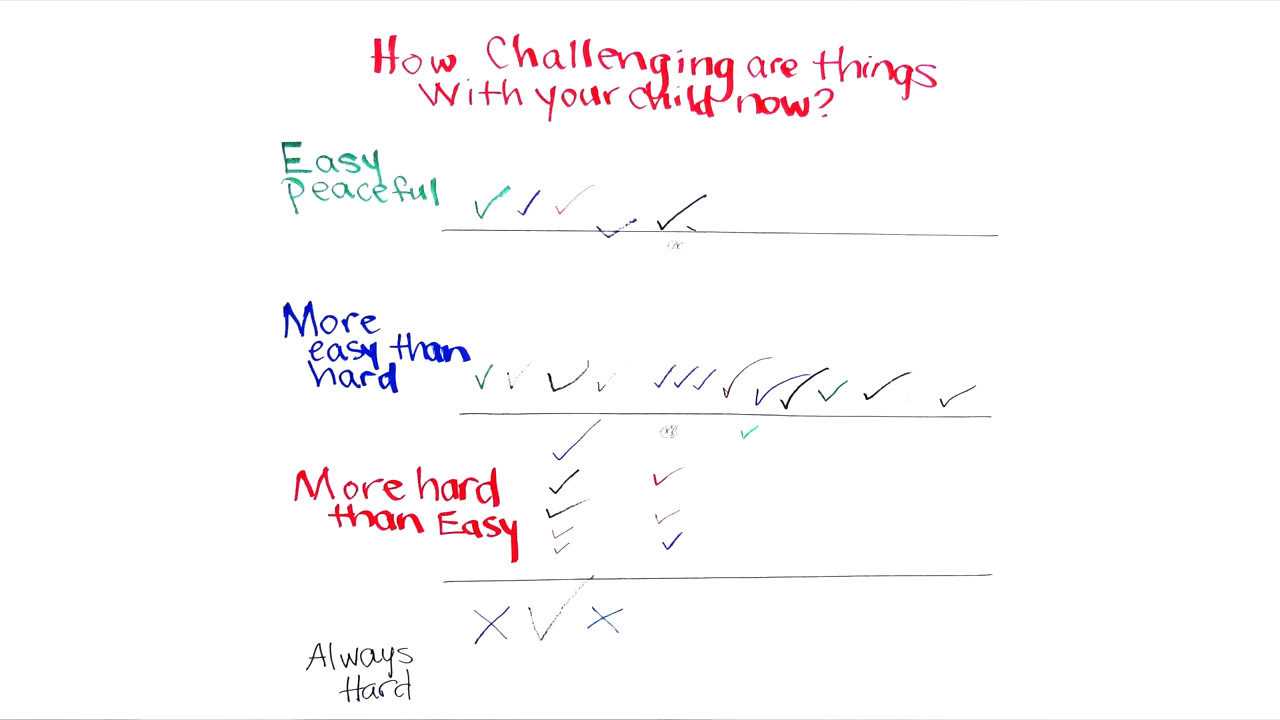 How Challenging are things
With your child now?
Easy
Peaceful
More
easy than
hard
More hard
than Easy
Always
Hard